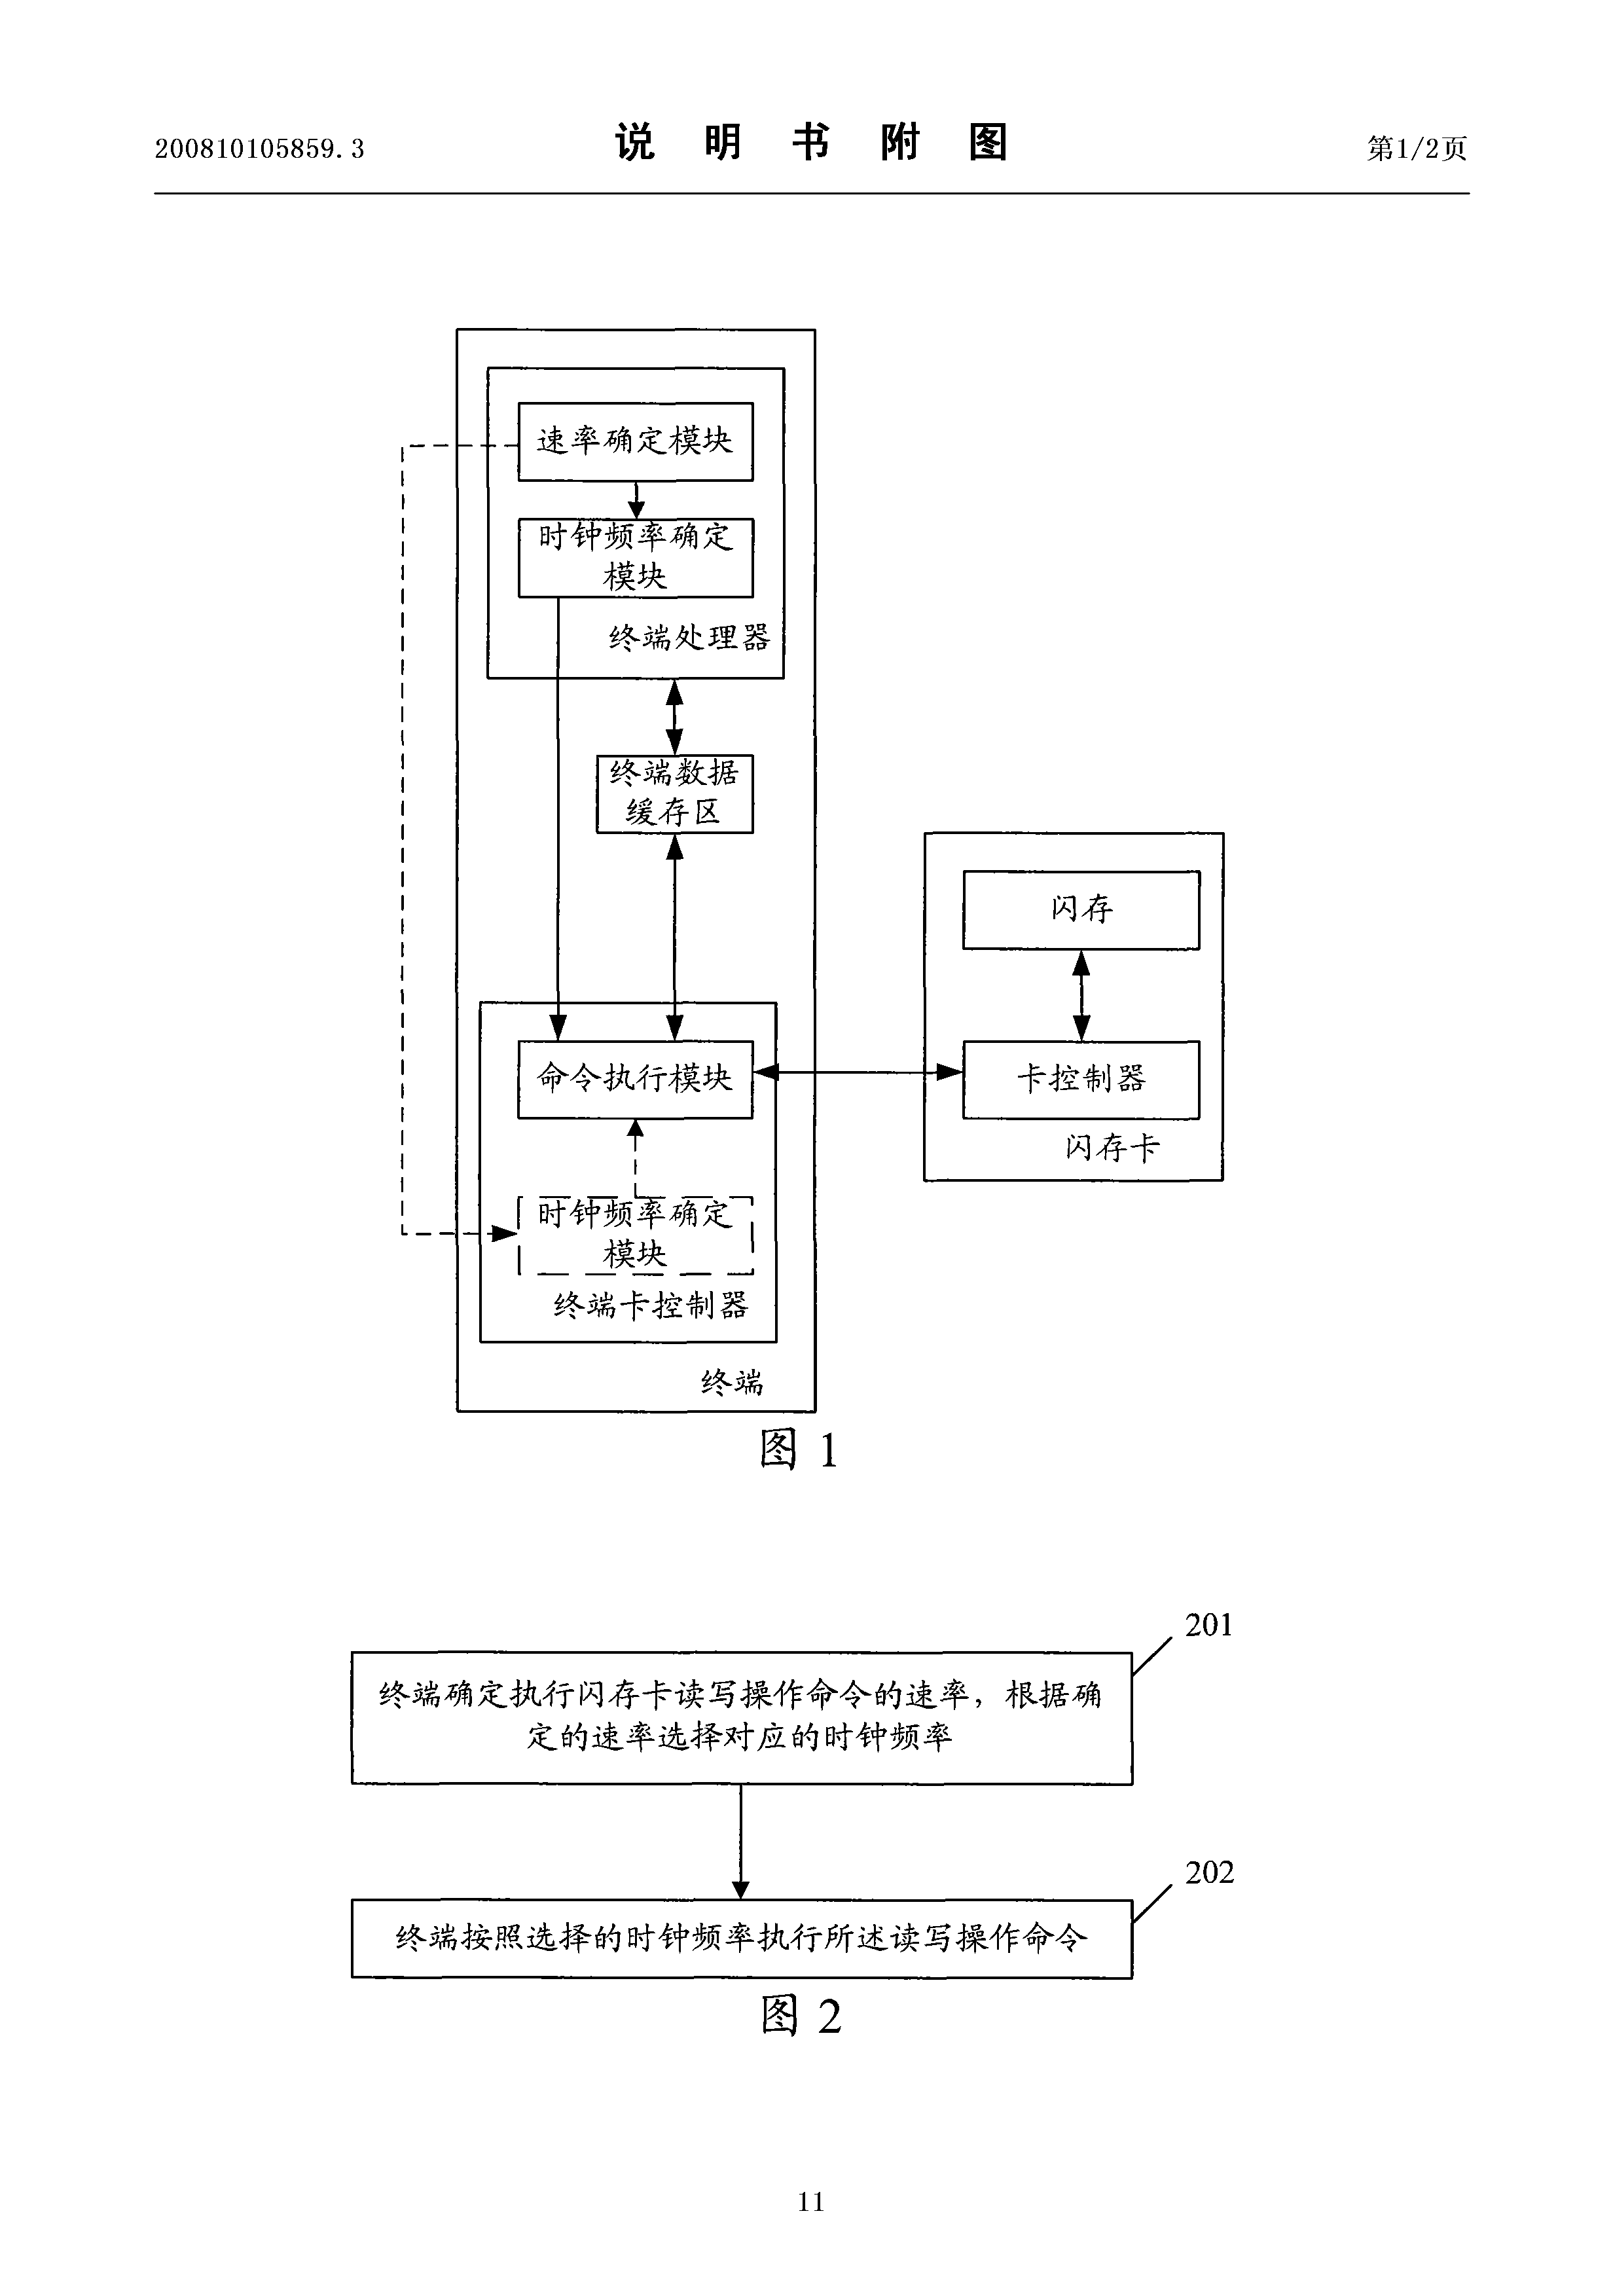 200810105859.3
说明书附图
第1/2页
速率确定模块
时钟频率确定
模块
终端处理器
终端数据
缓存区
闪存
命令执行模块
卡控制器
闪存卡
时钟频率确定
模块
终端卡控制器
终端
图 1
201
终端确定执行闪存卡读写操作命令的速率，根据确
定的速率选择对应的时钟频率
202
终端按照选择的时钟频率执行所述读写操作命令
图 2
11